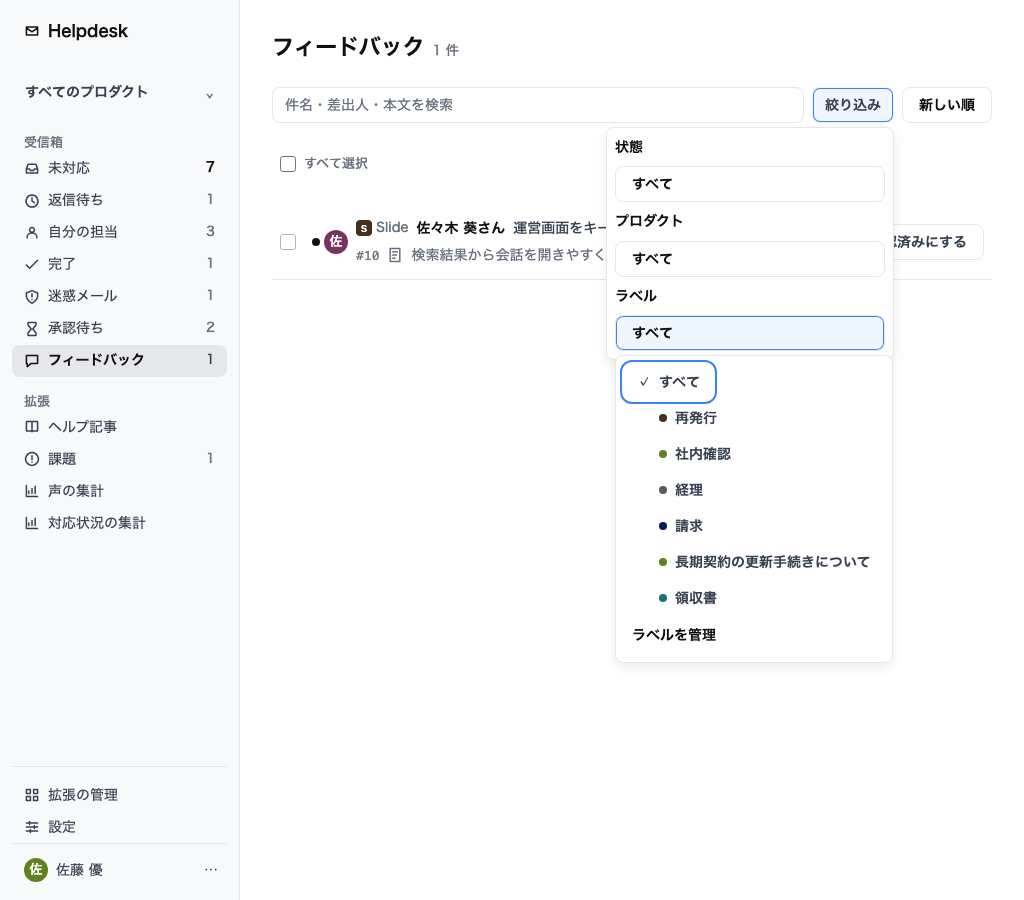 Helpdesk
すべてのプロダクト
受信箱
未対応 7
返信待ち 1
自分の担当 3
完了 1
迷惑メール 1
承認待ち 2
フィードバック 1
拡張
ヘルプ記事
課題 1
声の集計
対応状況の集計
拡張の管理
設定
佐 佐藤 優
フィードバック 1 件
件名・差出人・本文を検索 絞り込み 新しい順
すべて選択
佐 S Slide 佐々木 葵さん 運営画面をキー
#10 検索結果から会話を開きやすく
済みにする
状態
すべて
プロダクト
すべて
ラベル
すべて
✓ すべて
再発行
社内確認
経理
請求
長期契約の更新手続きについて
領収書
ラベルを管理